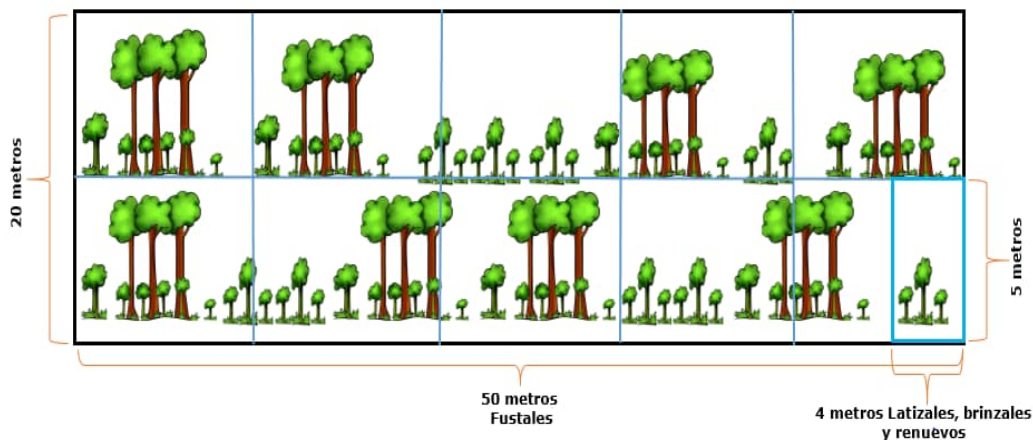 20 metros
5 metros
50 metros
Fustales
4 metros Latizales, brinzales
y renuevos